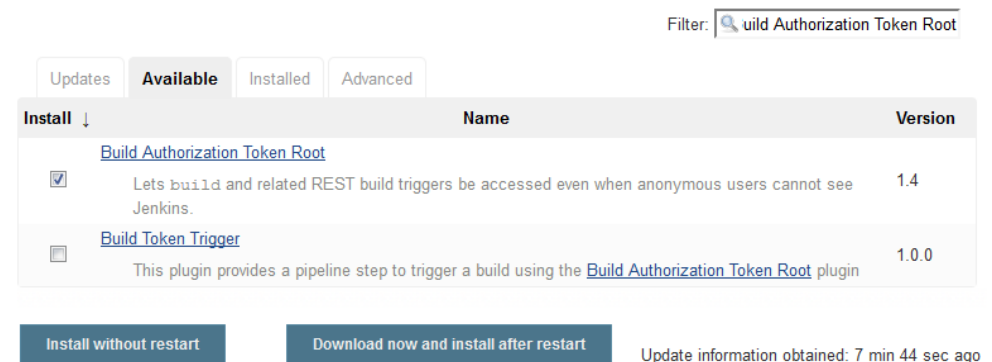 Filter: uild Authorization Token Root
Updates Available Installed Advanced
Install ↓ Name Version
Build Authorization Token Root
Lets build and related REST build triggers be accessed even when anonymous users cannot see
Jenkins.
1.4
Build Token Trigger
This plugin provides a pipeline step to trigger a build using the Build Authorization Token Root plugin
1.0.0
Install without restart
Download now and install after restart
Update information obtained: 7 min 44 sec ago